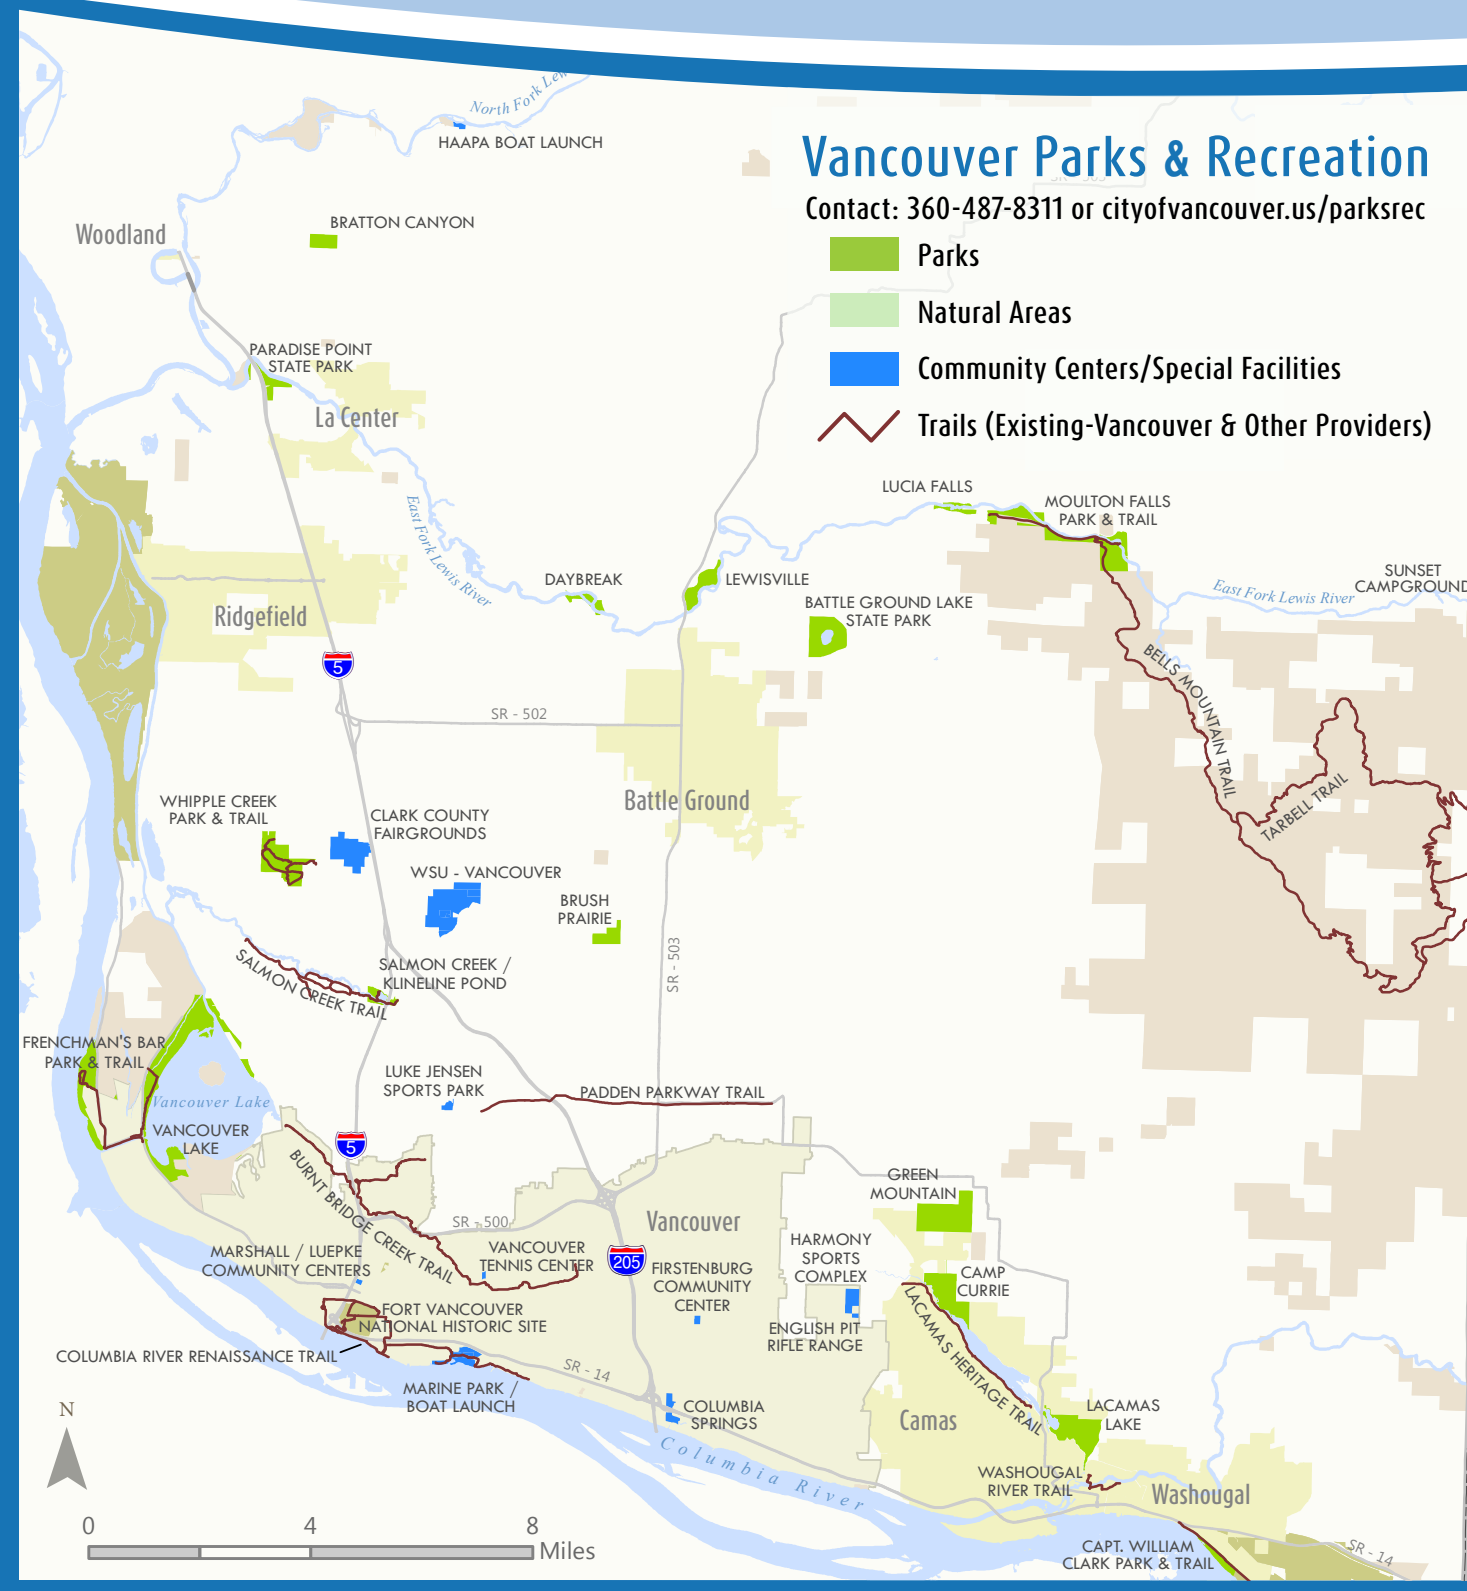 North Fork Lew
HAAPA BOAT LAUNCH
Vancouver Parks & Recreation
Contact: 360-487-8311 or cityofvancouver.us/parksrec
Parks
Natural Areas
Community Centers/Special Facilities
Trails (Existing-Vancouver & Other Providers)
Woodland
BRATTON CANYON
PARADISE POINT
STATE PARK
La Center
East Fork Lewis River
LUCIA FALLS
MOULTON FALLS
PARK & TRAIL
SUNSET
CAMPGROUND
East Fork Lewis River
DAYBREAK
LEWISVILLE
BATTLE GROUND LAKE
STATE PARK
Ridgefield
5
BELLS MOUNTAIN TRAIL
TARBELL TRAIL
SR - 502
Battle Ground
WHIPPLE CREEK
PARK & TRAIL
CLARK COUNTY
FAIRGROUNDS
WSU - VANCOUVER
BRUSH
PRAIRIE
SR - 503
SALMON CREEK TRAIL
SALMON CREEK /
KLINELINE POND
FRENCHMAN'S BAR
PARK & TRAIL
LUKE JENSEN
SPORTS PARK
PADDEN PARKWAY TRAIL
Vancouver Lake
VANCOUVER
LAKE
5
BURNT BRIDGE CREEK TRAIL
SR - 500
Vancouver
GREEN
MOUNTAIN
MARSHALL / LUEPKE
COMMUNITY CENTERS
VANCOUVER
TENNIS CENTER
205
FIRSTENBURG
COMMUNITY
CENTER
HARMONY
SPORTS
COMPLEX
CAMP
CURRIE
FORT VANCOUVER
NATIONAL HISTORIC SITE
ENGLISH PIT
RIFLE RANGE
COLUMBIA RIVER RENAISSANCE TRAIL
LACAMAS HERITAGE TRAIL
SR - 14
MARINE PARK /
BOAT LAUNCH
COLUMBIA
SPRINGS
Camas
LACAMAS
LAKE
Columbia River
WASHOUGAL
RIVER TRAIL
Washougal
N
0 4 8
Miles
CAPT. WILLIAM
CLARK PARK & TRAIL
SR - 14